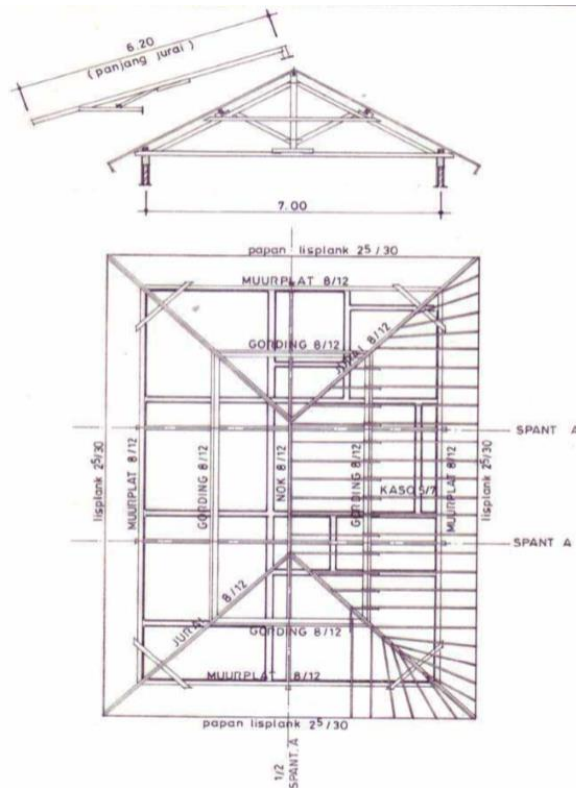 6.20
(panjang jurai)
7.00
papan lisplank 2⁵/30
MUURPLAT 8/12
GORDING 8/12
JURAI 8/12
SPANT A
lisplank 2⁵/30
MUURPLAT 8/12
GORDING 8/12
NOK 8/12
GORDING 8/12
KASO 5/7
MUURPLAT 8/12
lisplank 2⁵/30
SPANT A
JURAI 8/12
GORDING 8/12
MUURPLAT 8/12
papan lisplank 2⁵/30
1/2
SPANT.A